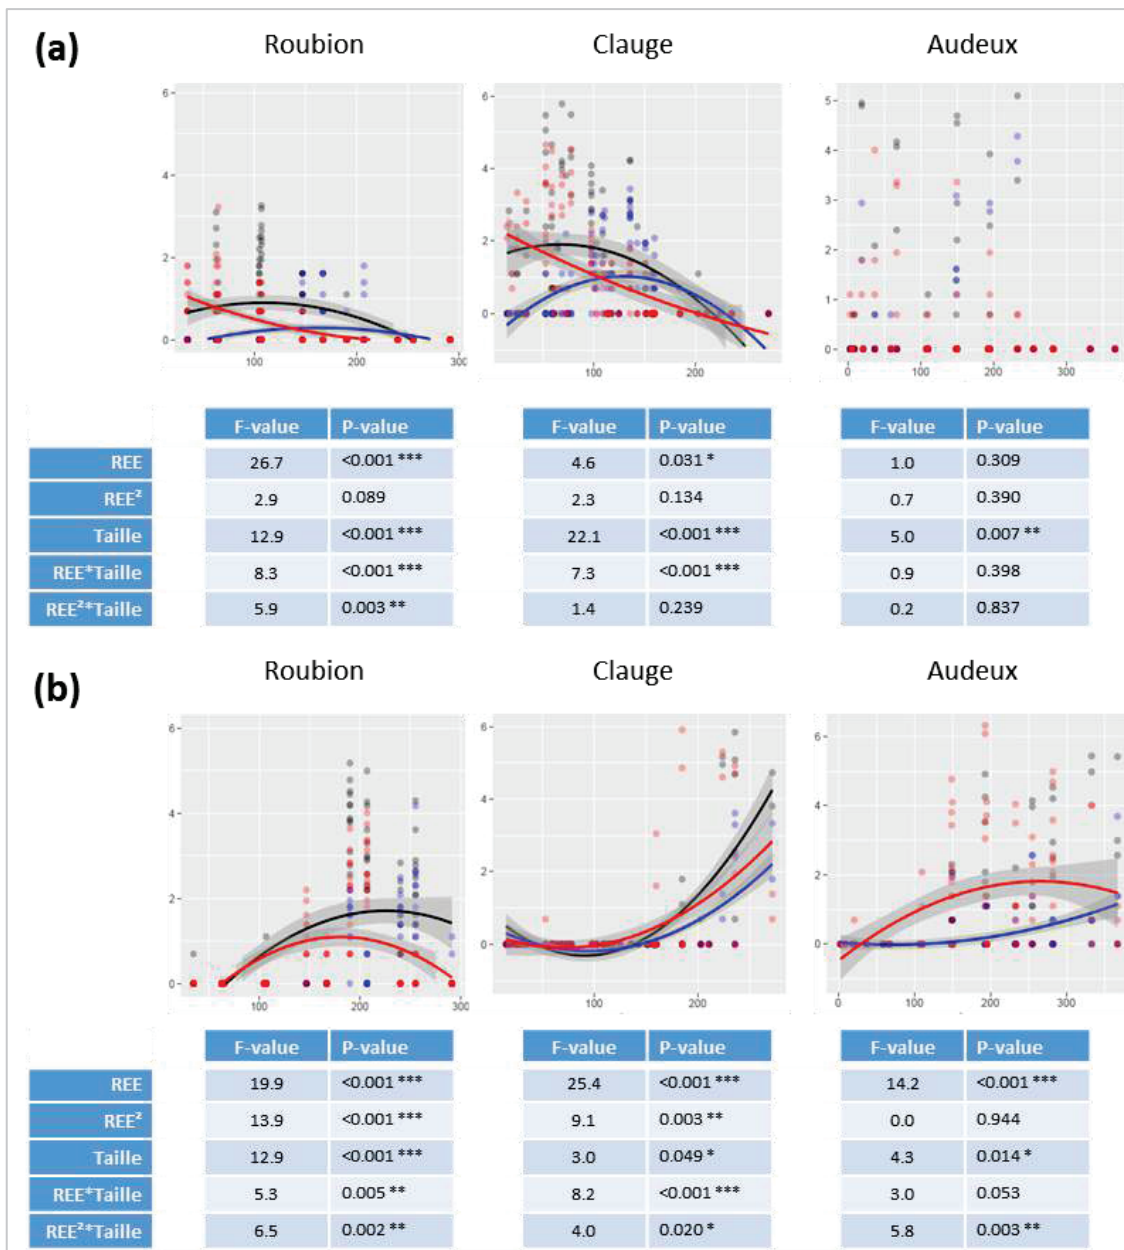 (a)
Roubion Clauge Audeux
6 4 2 0
100 200 300
6 4 2 0
100 200
5 4 3 2 1 0
0 100 200 300
F-value P-value F-value P-value F-value P-value
REE 26.7 <0.001 *** 4.6 0.031 * 1.0 0.309
REE² 2.9 0.089 2.3 0.134 0.7 0.390
Taille 12.9 <0.001 *** 22.1 <0.001 *** 5.0 0.007 **
REE*Taille 8.3 <0.001 *** 7.3 <0.001 *** 0.9 0.398
REE²*Taille 5.9 0.003 ** 1.4 0.239 0.2 0.837
(b)
Roubion Clauge Audeux
6 4 2 0
100 200 300
4 2 0
100 200
6 4 2 0
0 100 200 300
F-value P-value F-value P-value F-value P-value
REE 19.9 <0.001 *** 25.4 <0.001 *** 14.2 <0.001 ***
REE² 13.9 <0.001 *** 9.1 0.003 ** 0.0 0.944
Taille 12.9 <0.001 *** 3.0 0.049 * 4.3 0.014 *
REE*Taille 5.3 0.005 ** 8.2 <0.001 *** 3.0 0.053
REE²*Taille 6.5 0.002 ** 4.0 0.020 * 5.8 0.003 **